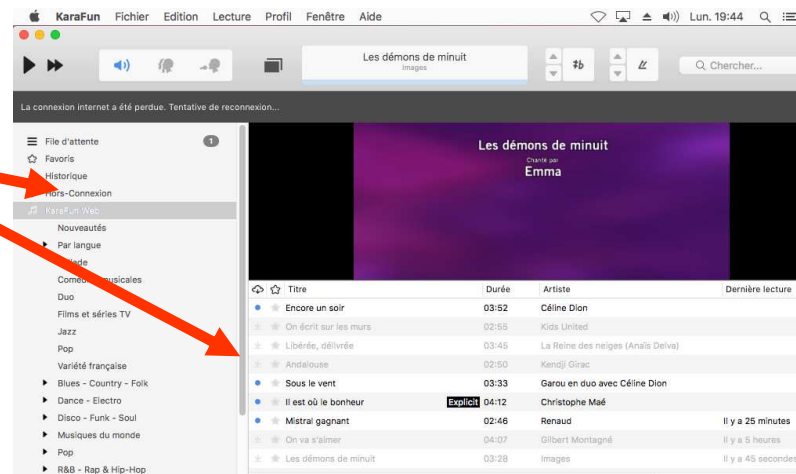 KaraFun Fichier Edition Lecture Profil Fenêtre Aide Lun. 19:44
Les démons de minuit
Images
Chercher...
La connexion internet a été perdue. Tentative de reconnexion...
File d'attente 1
Favoris
Historique
Hors-Connexion
KaraFun Web
Nouveautés
Par langue
Comédies musicales
Duo
Films et séries TV
Jazz
Pop
Variété française
Blues - Country - Folk
Dance - Electro
Disco - Funk - Soul
Musiques du monde
Pop
R&B - Rap & Hip-Hop
Les démons de minuit
Chanté par
Emma
Titre Durée Artiste Dernière lecture
Encore un soir 03:52 Céline Dion
On écrit sur les murs 02:55 Kids United
Libérée, délivrée 03:45 La Reine des neiges (Anaïs Delva)
Andalouse 02:50 Kendji Girac
Sous le vent 03:33 Garou en duo avec Céline Dion
Il est où le bonheur Explicit 04:12 Christophe Maé
Mistral gagnant 02:46 Renaud Il y a 25 minutes
On va s'aimer 04:07 Gilbert Montagné Il y a 5 heures
Les démons de minuit 03:28 Images Il y a 45 secondes